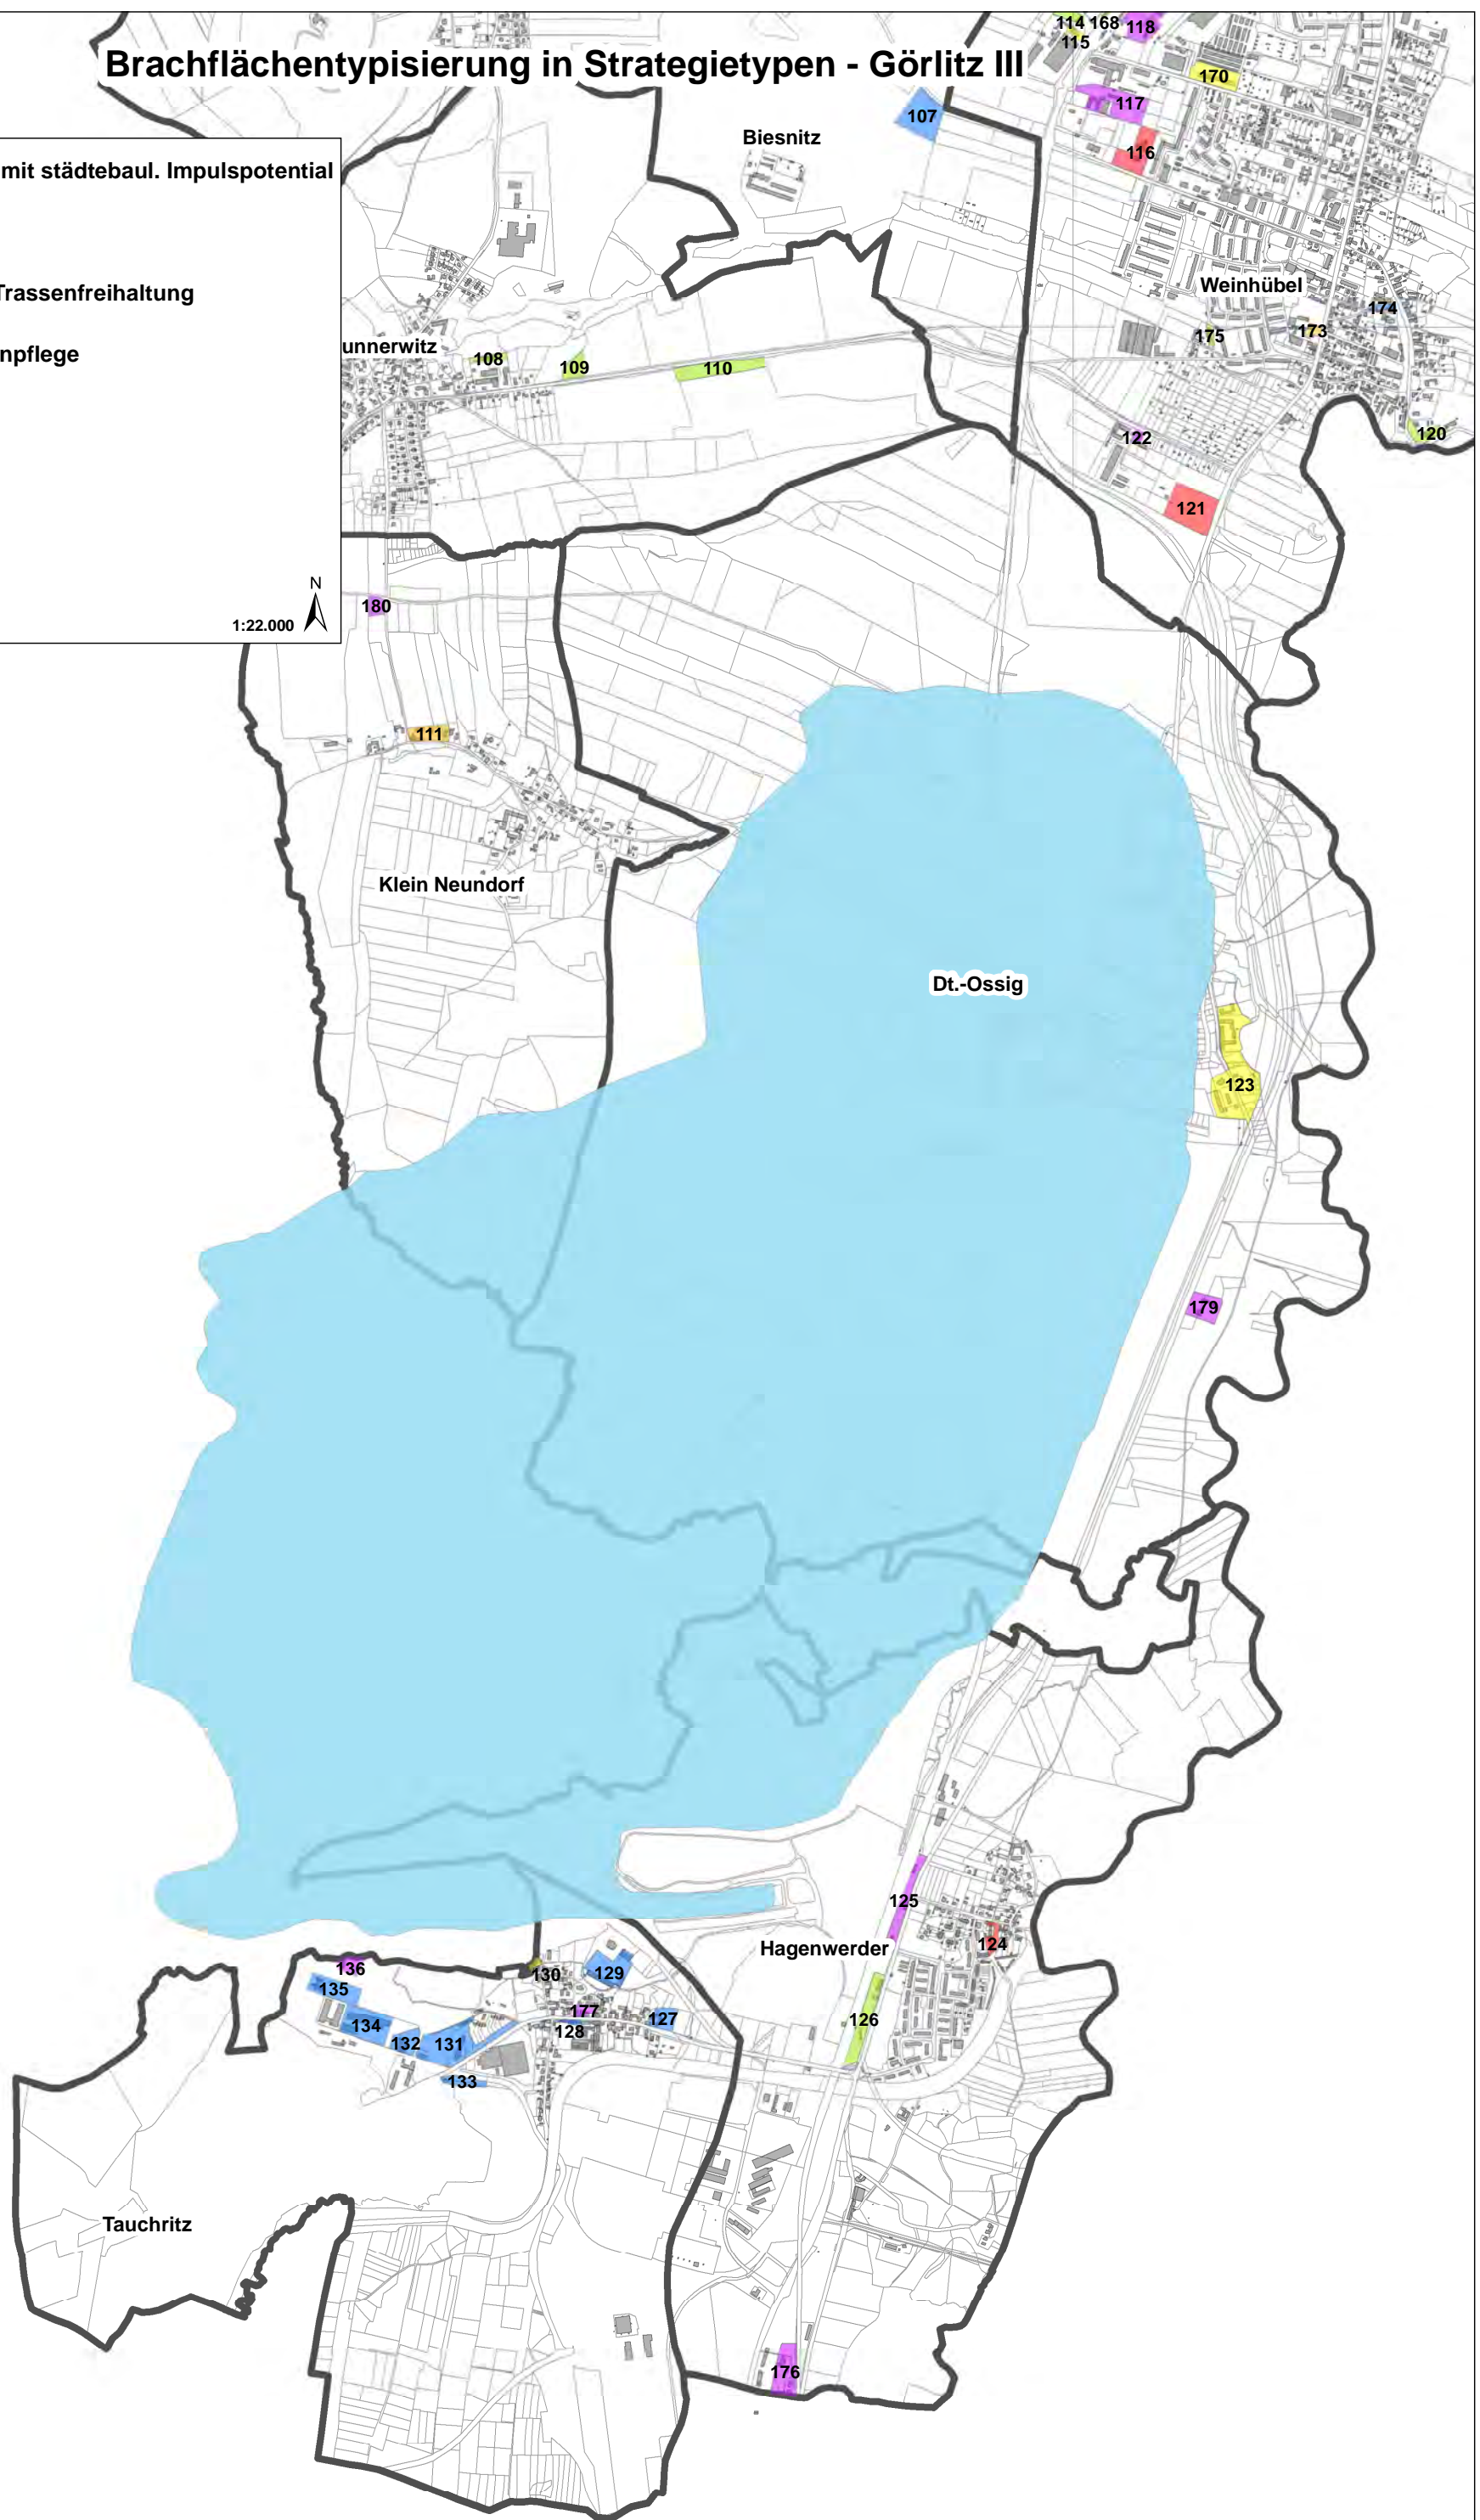 Brachflächentypisierung in Strategietypen - Görlitz III
114 168 118
115
170
117
107
116
Biesnitz
mit städtebaul. Impulspotential
Weinhübel
Trassenfreihaltung
174
173
175
unnerwitz
npflege
108
109
110
120
122
121
N
180
1:22.000
111
Klein Neundorf
Dt.-Ossig
123
179
125
124
Hagenwerder
136
130
129
135
177
127
134
128
126
132
131
133
Tauchritz
176